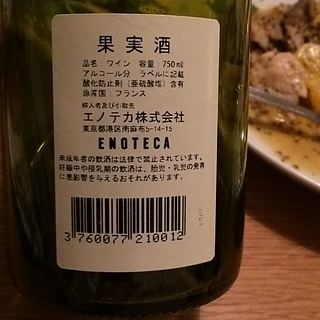 果実酒
品名：ワイン 容量：750㎖
アルコール分 ラベルに記載
酸化防止剤（亜硫酸塩）含有
原産国：フランス
輸入者及び引取先
エノテカ株式会社
東京都港区南麻布5-14-15
ENOTECA
未成年者の飲酒は法律で禁止されています。
妊娠中や授乳期の飲酒は、胎児・乳児の発育
に悪影響を与えるおそれがあります。
3 760077 210012